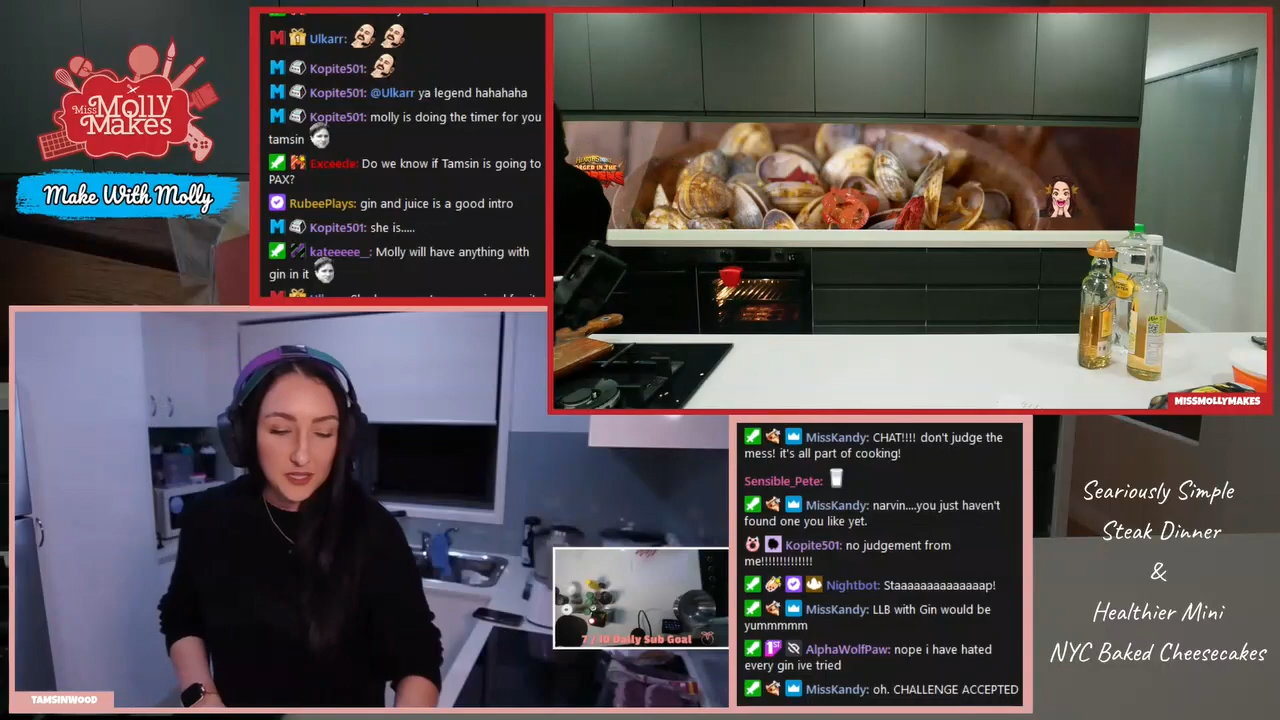 Miss
Molly
Makes
Make With Molly
Ulkarr:
Kopite501:
Kopite501: @Ulkarr ya legend hahahaha
Kopite501: molly is doing the timer for you
tamsin
Exceede: Do we know if Tamsin is going to
PAX?
RubeePlays: gin and juice is a good intro
Kopite501: she is.....
kateeeee__: Molly will have anything with
gin in it
MISSMOLLYMAKES
7 / 10 Daily Sub Goal
TAMSINWOOD
MissKandy: CHAT!!!! don't judge the
mess! it's all part of cooking!
Sensible_Pete:
MissKandy: narvin....you just haven't
found one you like yet.
Kopite501: no judgement from
me!!!!!!!!!!!!!!
Nightbot: Staaaaaaaaaaaaaap!
MissKandy: LLB with Gin would be
yummmmm
AlphaWolfPaw: nope i have hated
every gin ive tried
MissKandy: oh. CHALLENGE ACCEPTED
Seariously Simple
Steak Dinner
&
Healthier Mini
NYC Baked Cheesecakes